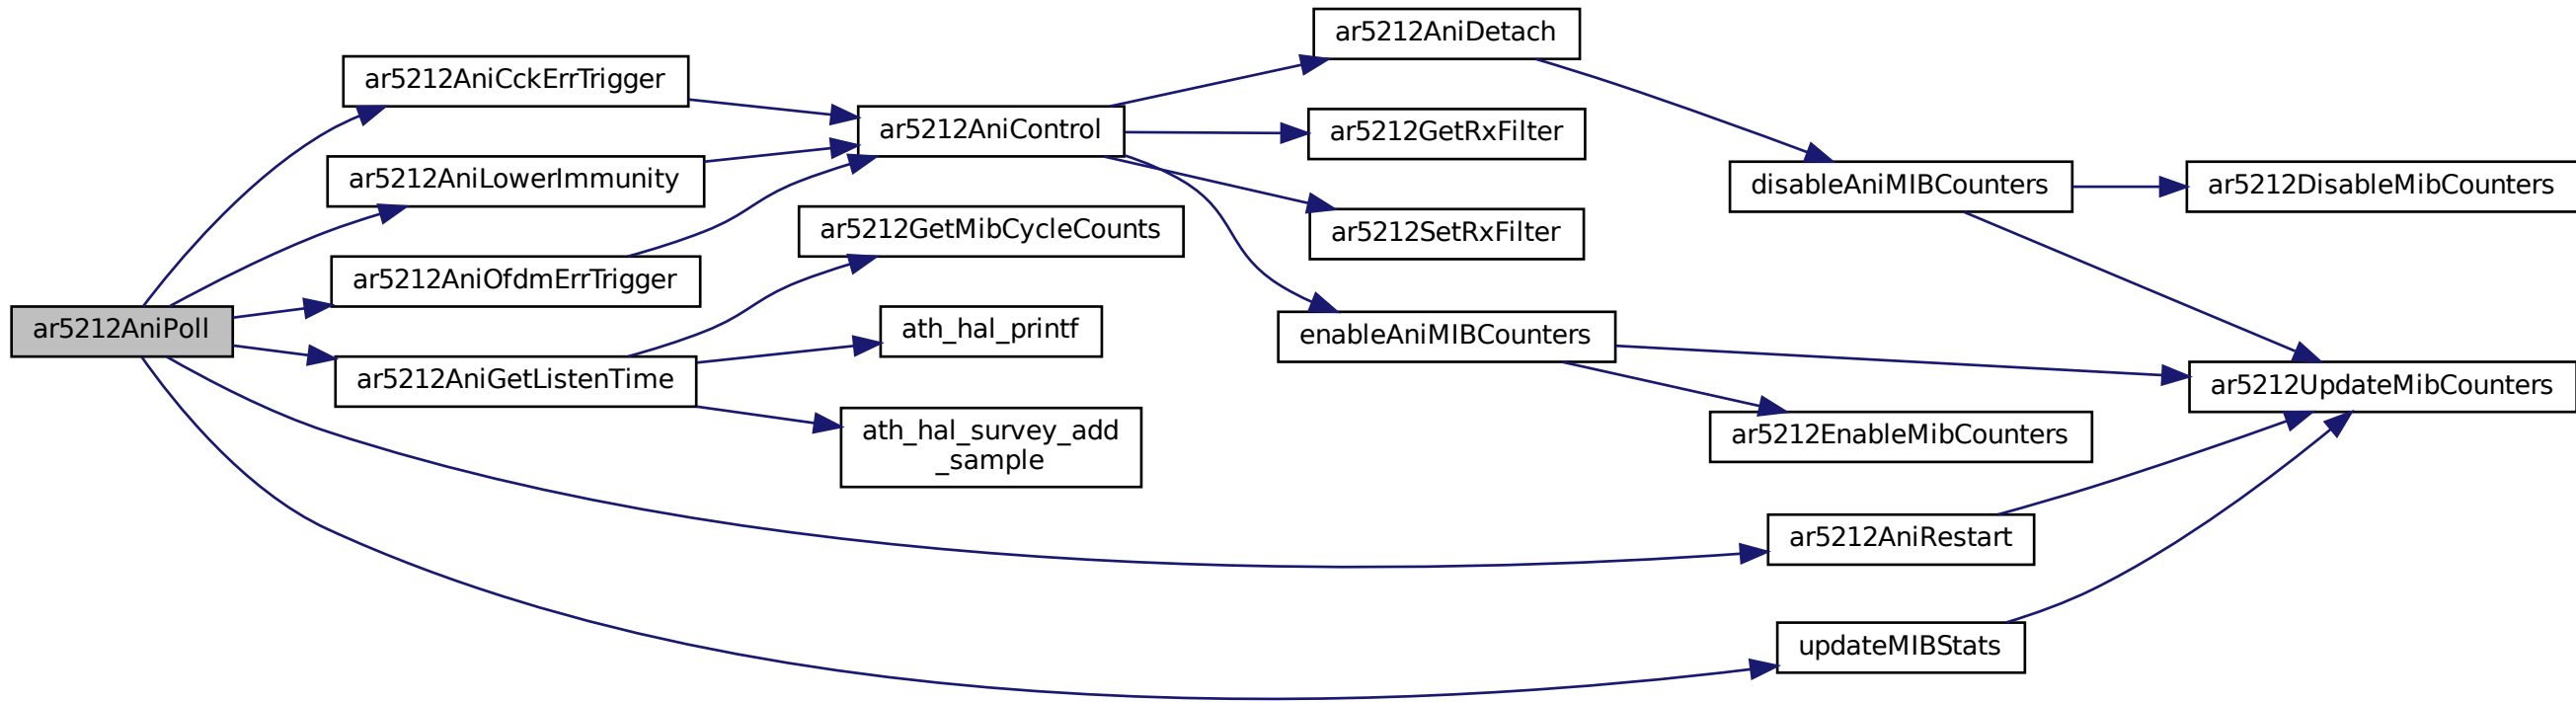 ar5212AniPoll
ar5212AniCckErrTrigger
ar5212AniLowerImmunity
ar5212AniOfdmErrTrigger
ar5212AniGetListenTime
ar5212AniControl
ar5212GetMibCycleCounts
ath_hal_printf
ath_hal_survey_add
_sample
ar5212AniDetach
ar5212GetRxFilter
ar5212SetRxFilter
enableAniMIBCounters
disableAniMIBCounters
ar5212EnableMibCounters
ar5212AniRestart
updateMIBStats
ar5212DisableMibCounters
ar5212UpdateMibCounters